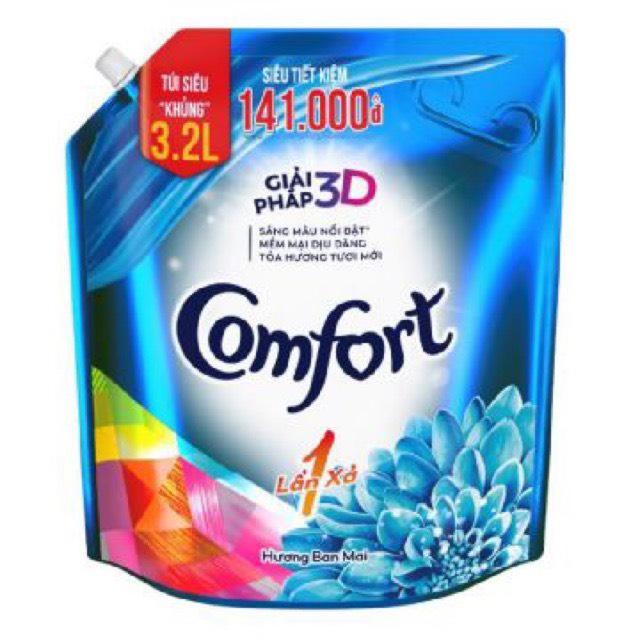 TÚI SIÊU
"KHỦNG"
3.2L
SIÊU TIẾT KIỆM
141.000đ
GIẢI
PHÁP 3D
SÁNG MÀU NỔI BẬT*
MỀM MẠI DỊU DÀNG
TỎA HƯƠNG TƯƠI MỚI
Comfort
1
Lần Xả
Hương Ban Mai